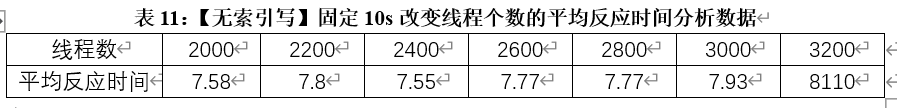 表 11：【无索引写】固定 10s 改变线程个数的平均反应时间分析数据
线程数 2000 2200 2400 2600 2800 3000 3200
平均反应时间 7.58 7.8 7.55 7.77 7.77 7.93 8110